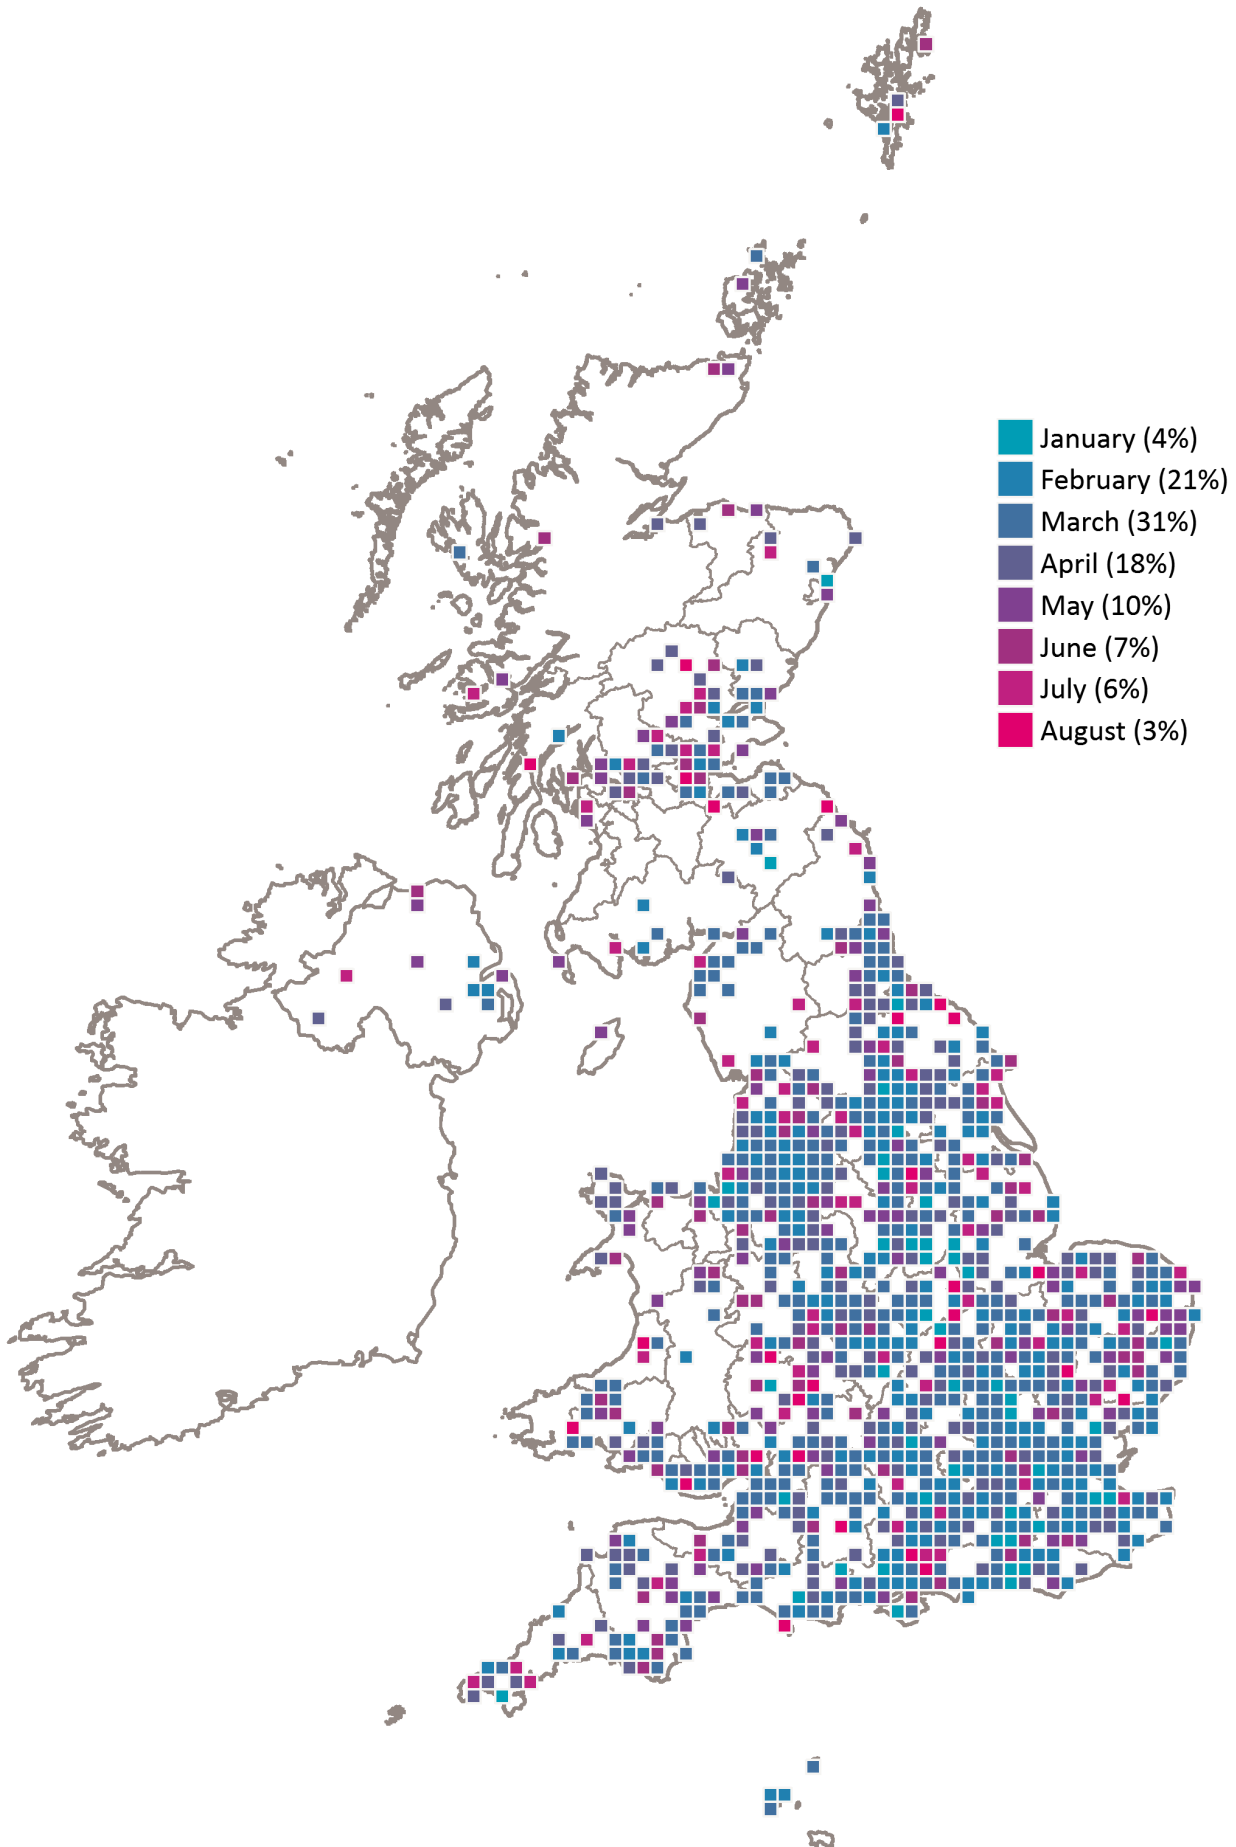 January (4%)
February (21%)
March (31%)
April (18%)
May (10%)
June (7%)
July (6%)
August (3%)